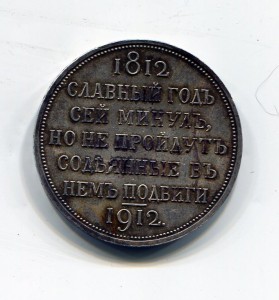 1812
СЛАВНЫЙ ГОДЪ
СЕЙ МИНУЛЪ,
НО НЕ ПРОЙДУТЪ
СОДѢЯННЫЕ ВЪ
НЕМЪ ПОДВИГИ
1912.